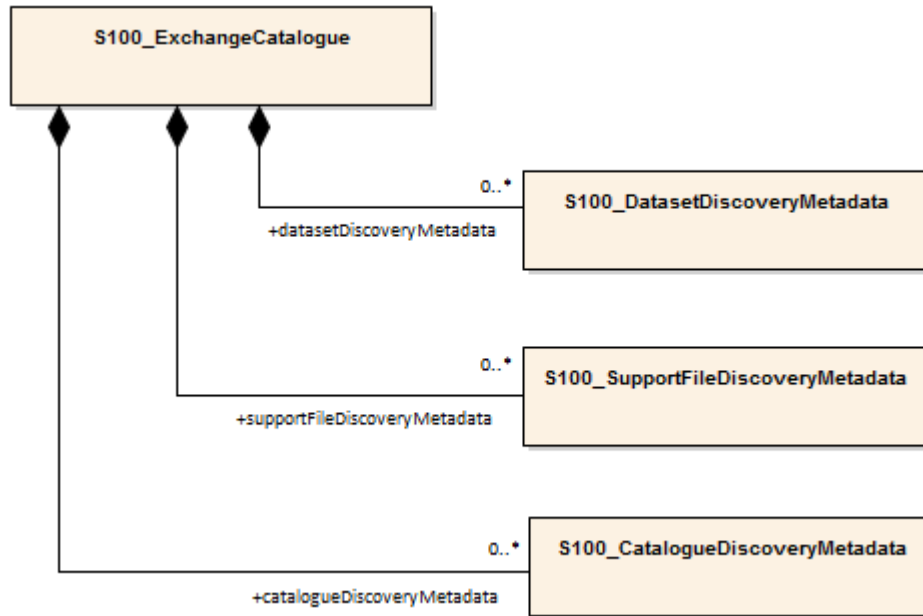 S100_ExchangeCatalogue
0..*
S100_DatasetDiscoveryMetadata
+datasetDiscoveryMetadata
0..*
S100_SupportFileDiscoveryMetadata
+supportFileDiscoveryMetadata
0..*
S100_CatalogueDiscoveryMetadata
+catalogueDiscoveryMetadata